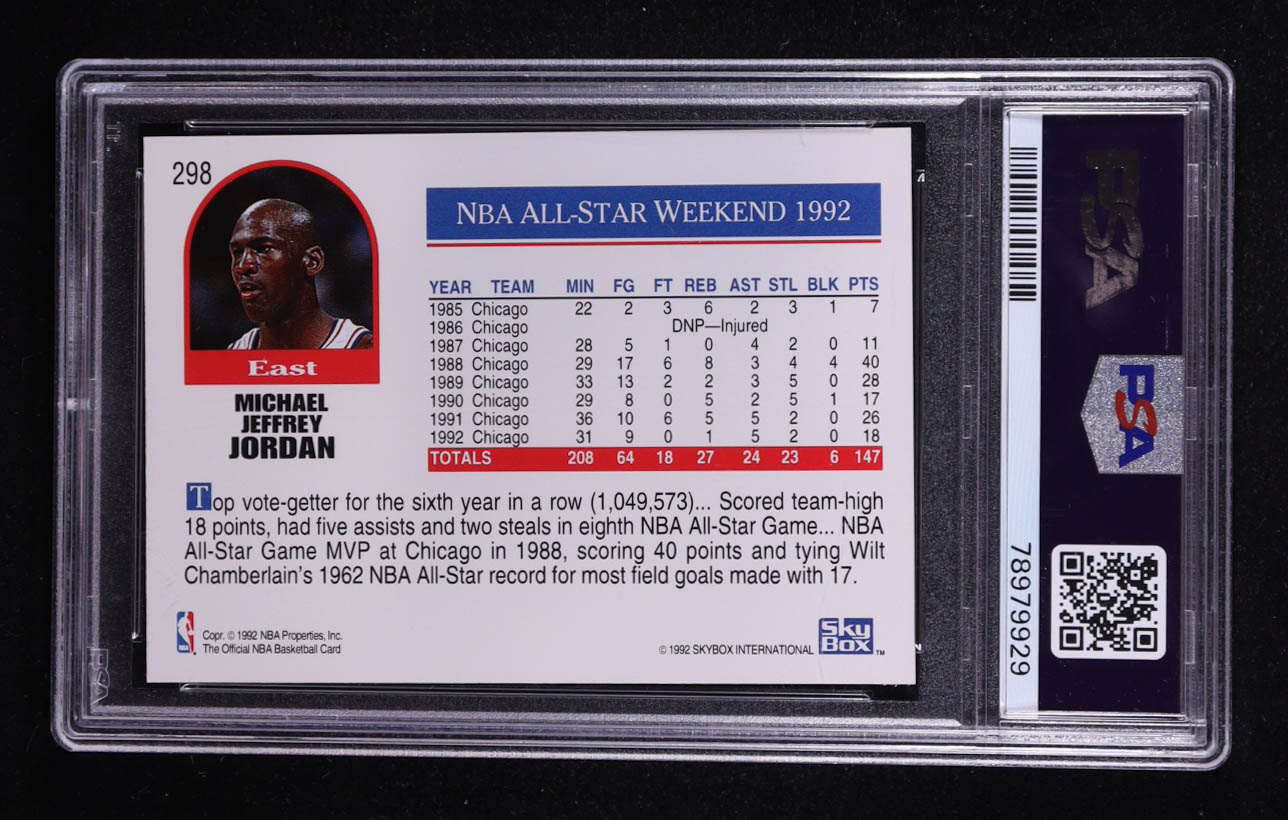 298
NBA ALL-STAR WEEKEND 1992
YEAR TEAM MIN FG FT REB AST STL BLK PTS
1985 Chicago 22 2 3 6 2 3 1 7
1986 Chicago DNP—Injured
1987 Chicago 28 5 1 0 4 2 0 11
1988 Chicago 29 17 6 8 3 4 4 40
1989 Chicago 33 13 2 2 3 5 0 28
1990 Chicago 29 8 0 5 2 5 1 17
1991 Chicago 36 10 6 5 5 2 0 26
1992 Chicago 31 9 0 1 5 2 0 18
TOTALS 208 64 18 27 24 23 6 147
East
MICHAEL
JEFFREY
JORDAN
Top vote-getter for the sixth year in a row (1,049,573)... Scored team-high
18 points, had five assists and two steals in eighth NBA All-Star Game... NBA
All-Star Game MVP at Chicago in 1988, scoring 40 points and tying Wilt
Chamberlain's 1962 NBA All-Star record for most field goals made with 17.
Copr. © 1992 NBA Properties, Inc.
The Official NBA Basketball Card
© 1992 SKYBOX INTERNATIONAL
SkyBox™
PSA
PSA
78979929
PSA